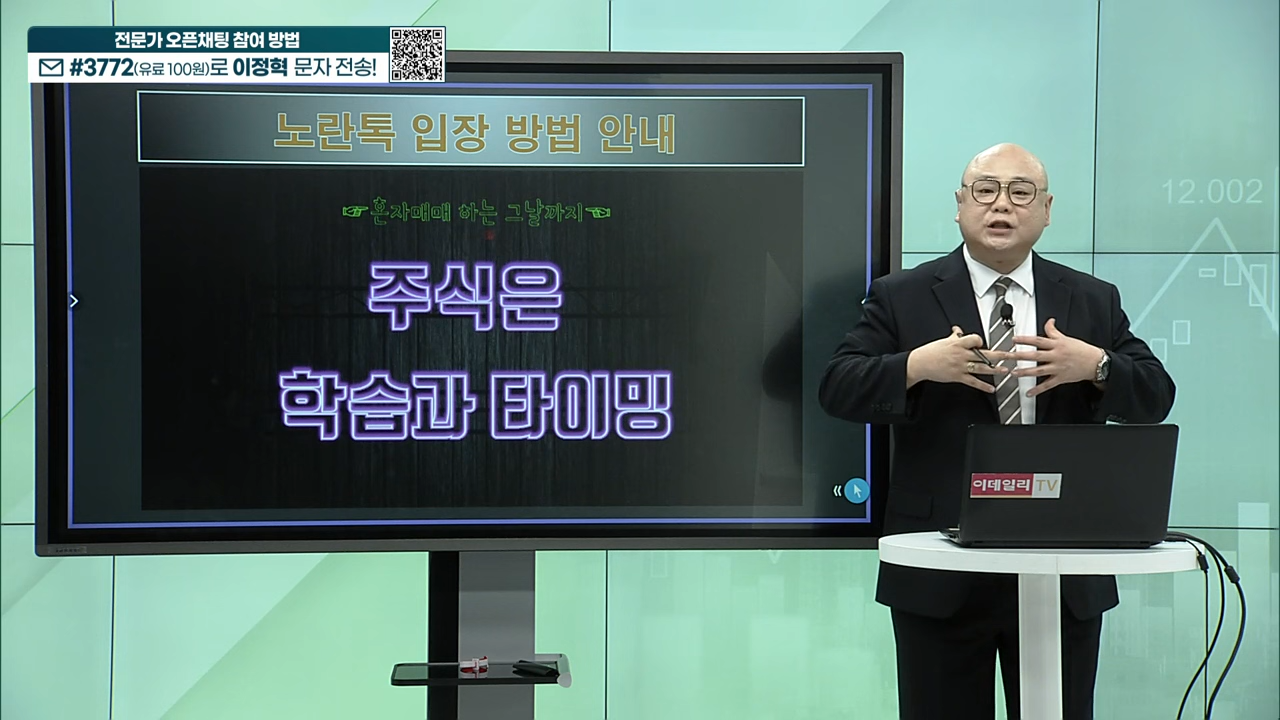 전문가 오픈채팅 참여 방법
#3772(유료 100원)로 이정혁 문자 전송!
노란톡 입장 방법 안내
☞혼자매매 하는 그날까지☜
주식은
학습과 타이밍
12.002
이데일리TV